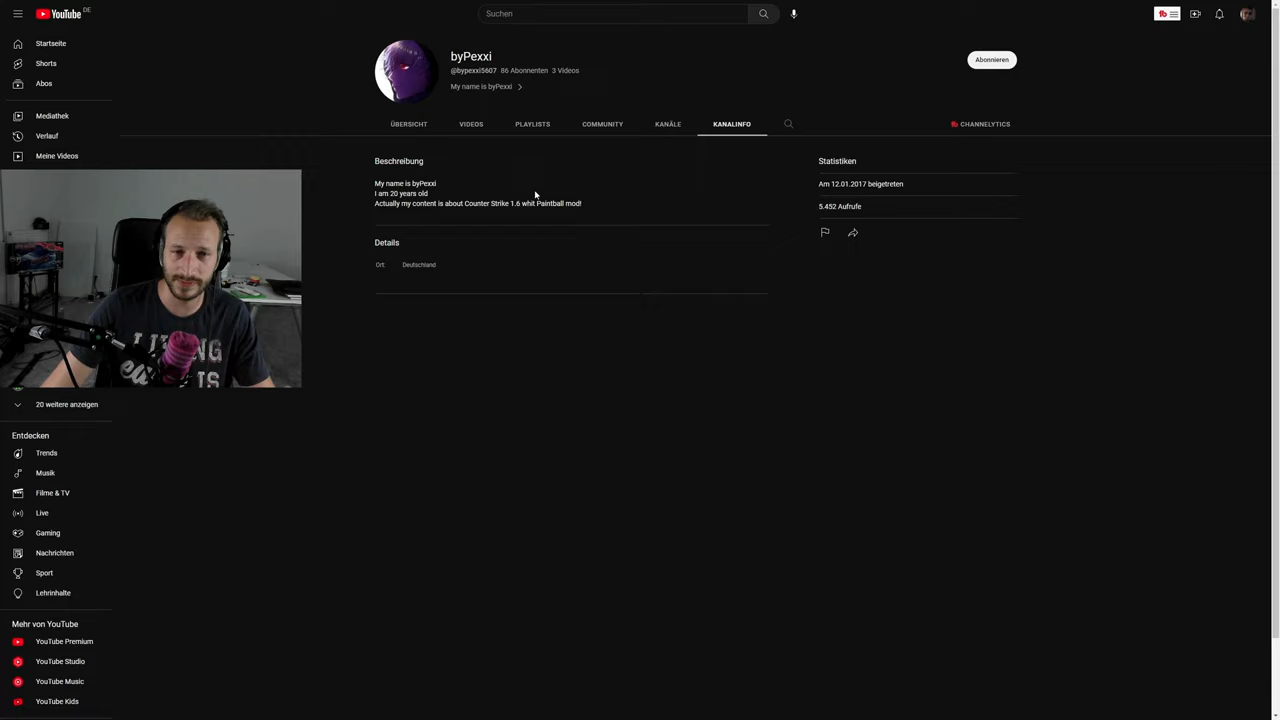 YouTube DE
Suchen
Startseite
Shorts
Abos
Mediathek
Verlauf
Meine Videos
20 weitere anzeigen
Entdecken
Trends
Musik
Filme & TV
Live
Gaming
Nachrichten
Sport
Lehrinhalte
Mehr von YouTube
YouTube Premium
YouTube Studio
YouTube Music
YouTube Kids
byPexxi
@bypexxi5607 86 Abonnenten 3 Videos
My name is byPexxi
Abonnieren
ÜBERSICHT VIDEOS PLAYLISTS COMMUNITY KANÄLE KANALINFO CHANNELYTICS
Beschreibung
My name is byPexxi
I am 20 years old
Actually my content is about Counter Strike 1.6 whit Paintball mod!
Details
Ort: Deutschland
Statistiken
Am 12.01.2017 beigetreten
5.452 Aufrufe